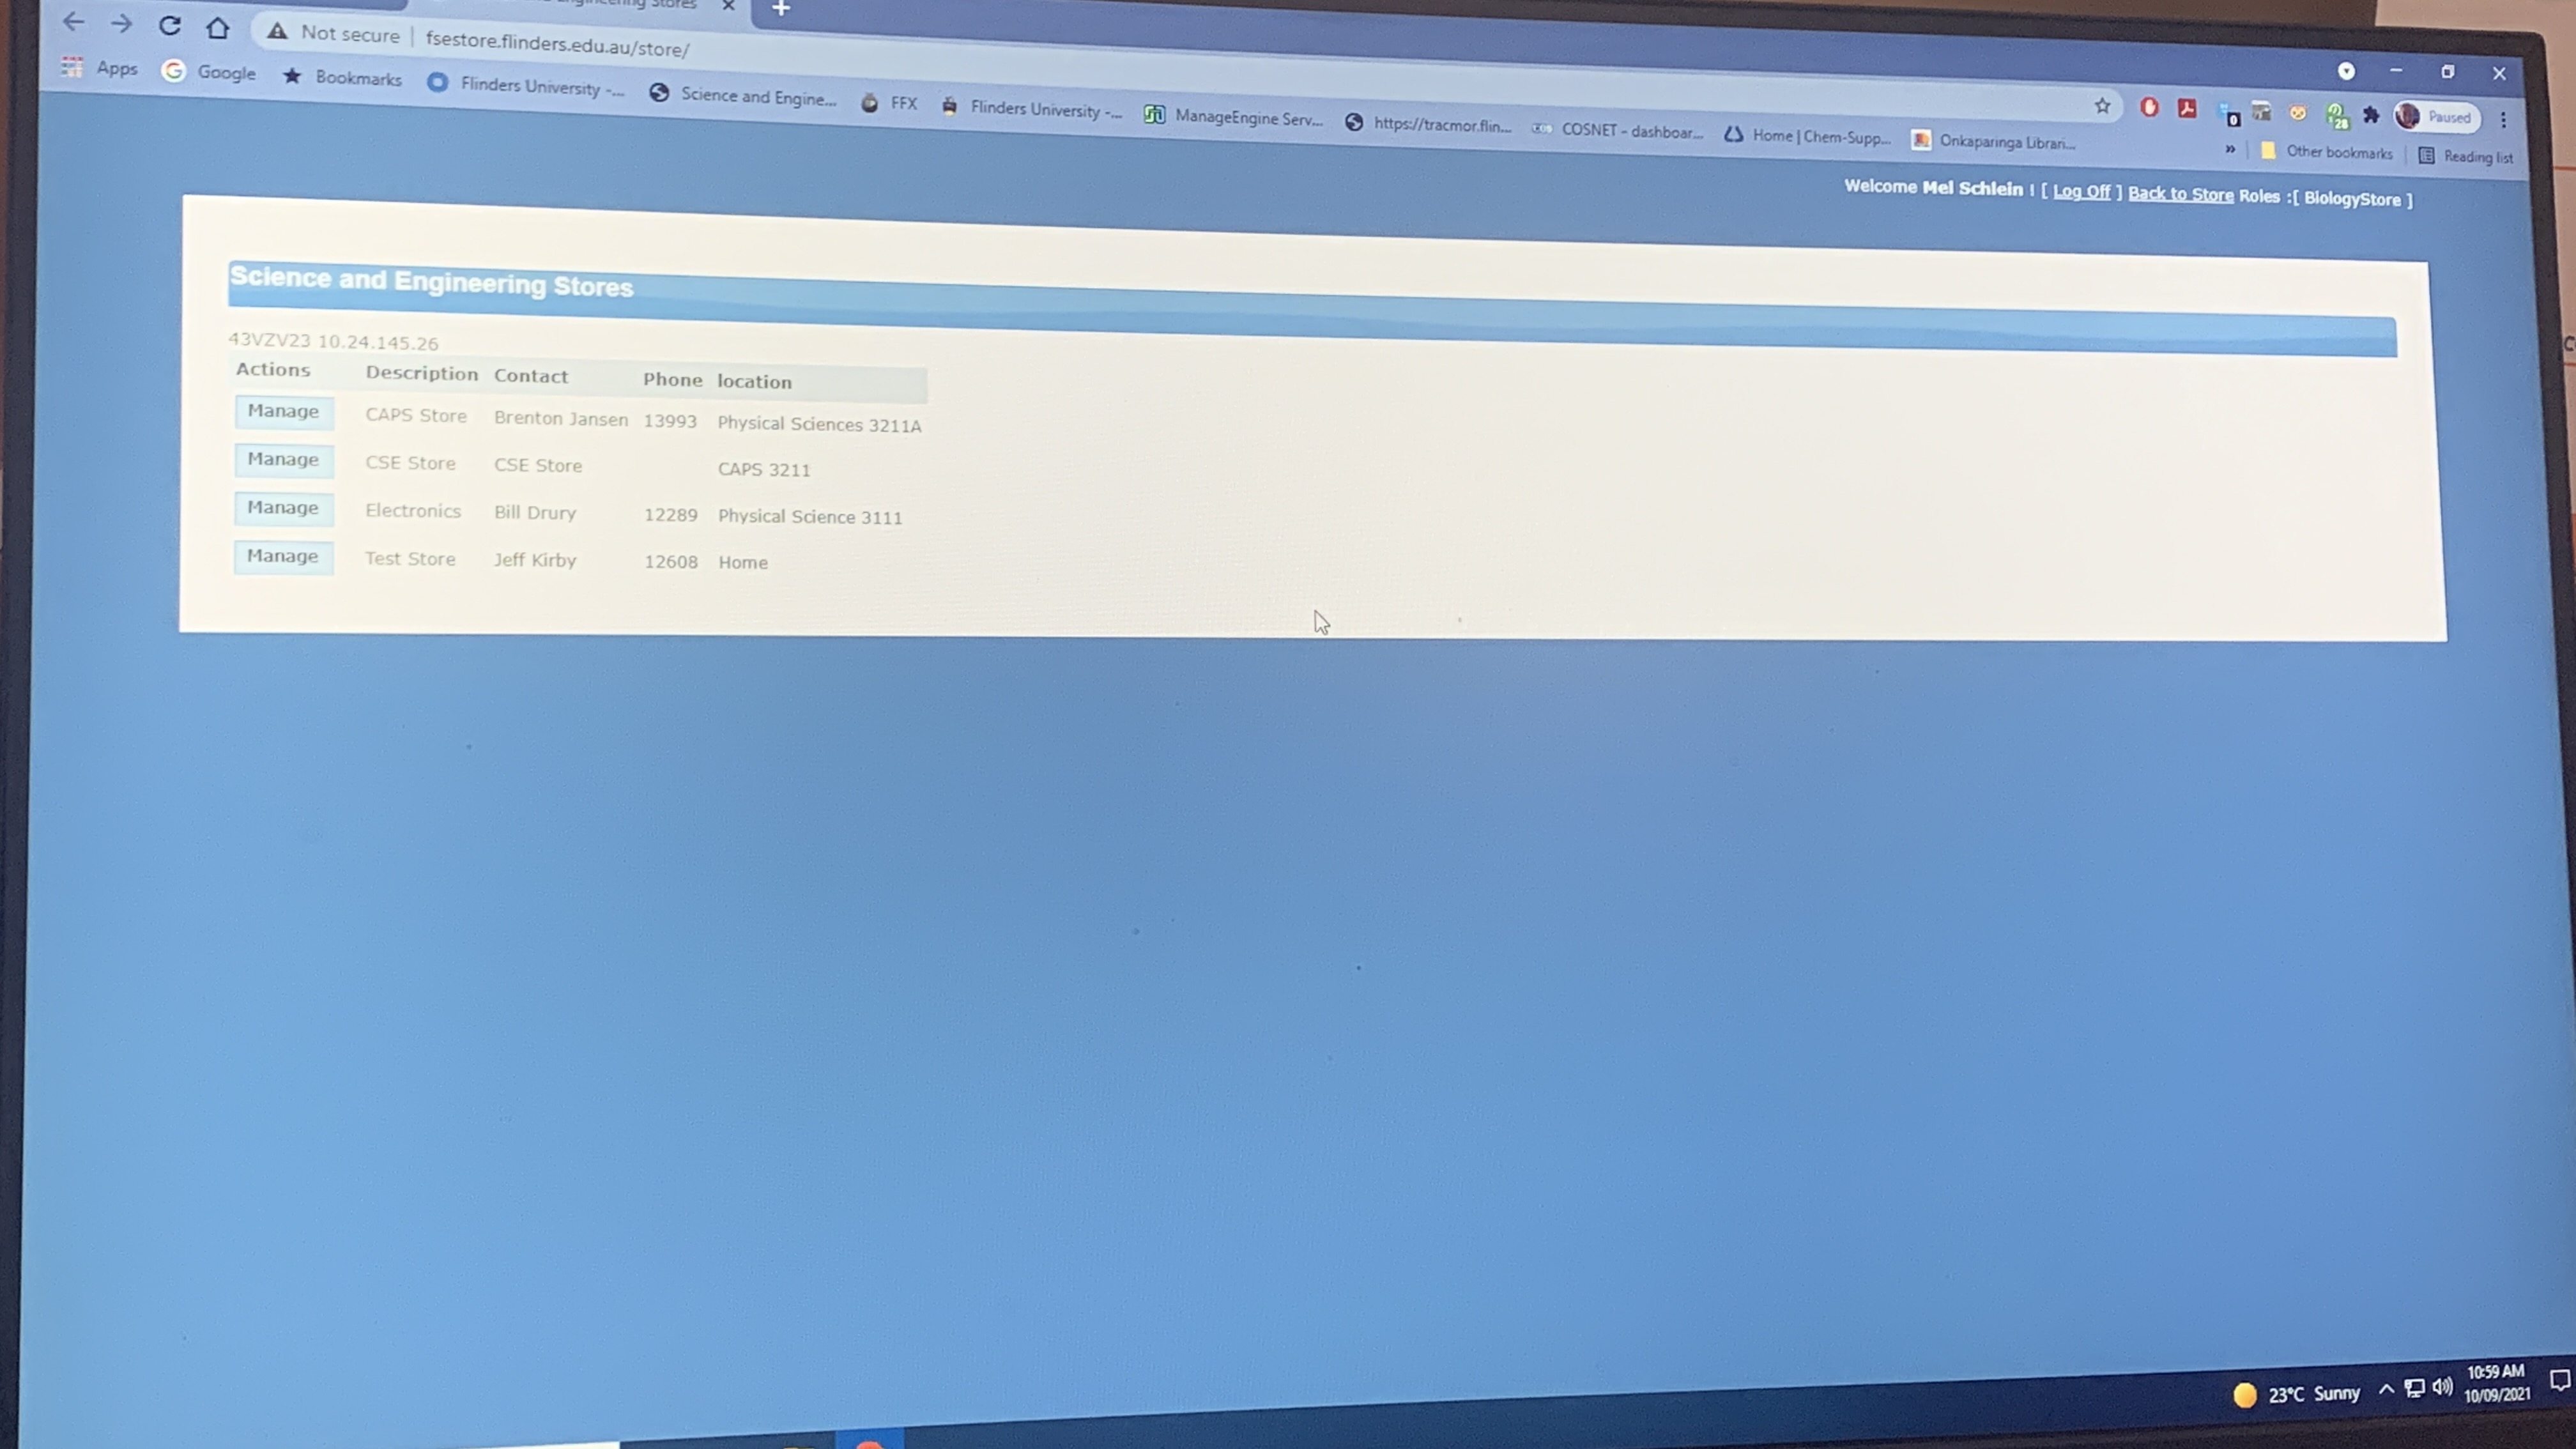 Stores
Not secure | fsestore.flinders.edu.au/store/
Apps Google Bookmarks Flinders University -... Science and Engine... FFX Flinders University -... ManageEngine Serv... https://tracmor.flin... COSNET - dashboar... Home | Chem-Supp... Onkaparinga Librari... » Other bookmarks Reading list
0 28 Paused
Welcome Mel Schlein ! [ Log Off ] Back to Store Roles :[ BiologyStore ]
Science and Engineering Stores
43VZV23 10.24.145.26
Actions Description Contact Phone location
Manage CAPS Store Brenton Jansen 13993 Physical Sciences 3211A
Manage CSE Store CSE Store CAPS 3211
Manage Electronics Bill Drury 12289 Physical Science 3111
Manage Test Store Jeff Kirby 12608 Home
23°C Sunny
10:59 AM
10/09/2021